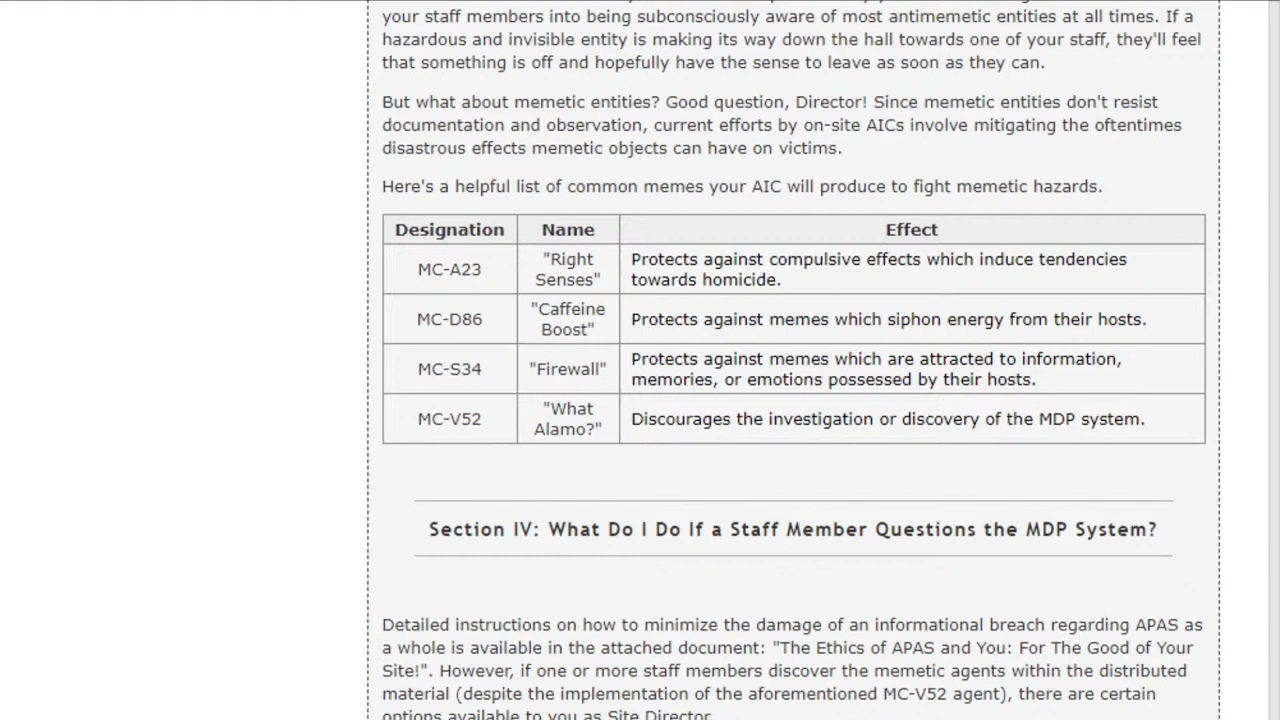 your staff members into being subconsciously aware of most antimemetic entities at all times. If a
hazardous and invisible entity is making its way down the hall towards one of your staff, they'll feel
that something is off and hopefully have the sense to leave as soon as they can.
But what about memetic entities? Good question, Director! Since memetic entities don't resist
documentation and observation, current efforts by on-site AICs involve mitigating the oftentimes
disastrous effects memetic objects can have on victims.
Here's a helpful list of common memes your AIC will produce to fight memetic hazards.
Designation Name Effect
MC-A23 "Right Senses" Protects against compulsive effects which induce tendencies towards homicide.
MC-D86 "Caffeine Boost" Protects against memes which siphon energy from their hosts.
MC-S34 "Firewall" Protects against memes which are attracted to information, memories, or emotions possessed by their hosts.
MC-V52 "What Alamo?" Discourages the investigation or discovery of the MDP system.
Section IV: What Do I Do If a Staff Member Questions the MDP System?
Detailed instructions on how to minimize the damage of an informational breach regarding APAS as
a whole is available in the attached document: "The Ethics of APAS and You: For The Good of Your
Site!". However, if one or more staff members discover the memetic agents within the distributed
material (despite the implementation of the aforementioned MC-V52 agent), there are certain
options available to you as Site Director.